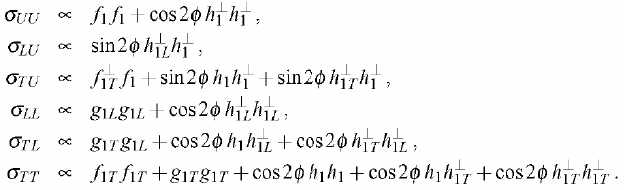 σ_{UU} ∝ f_1 f_1 + cos 2φ h_1^⊥ h_1^⊥ ,
σ_{LU} ∝ sin 2φ h_{1L}^⊥ h_1^⊥ ,
σ_{TU} ∝ f_{1T}^⊥ f_1 + sin 2φ h_1 h_1^⊥ + sin 2φ h_{1T}^⊥ h_1^⊥ ,
σ_{LL} ∝ g_{1L} g_{1L} + cos 2φ h_{1L}^⊥ h_{1L}^⊥ ,
σ_{TL} ∝ g_{1T} g_{1L} + cos 2φ h_1 h_{1L}^⊥ + cos 2φ h_{1T}^⊥ h_{1L}^⊥ ,
σ_{TT} ∝ f_{1T} f_{1T} + g_{1T} g_{1T} + cos 2φ h_1 h_1 + cos 2φ h_1 h_{1T}^⊥ + cos 2φ h_{1T}^⊥ h_{1T}^⊥ .